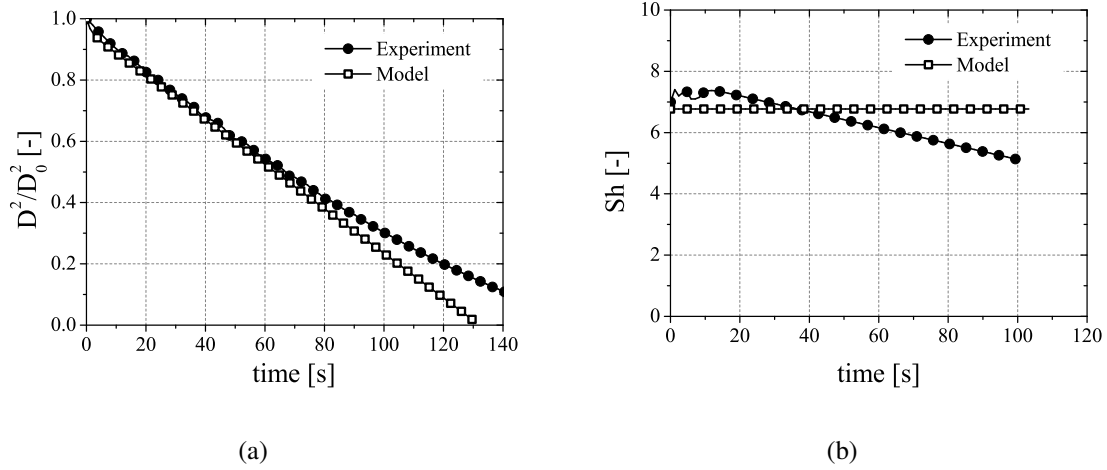 1.0
0.8
0.6
0.4
0.2
0.0
D²/D₀² [-]
Experiment
Model
0 20 40 60 80 100 120 140
time [s]
(a)
10
8
6
4
2
0
Sh [-]
Experiment
Model
0 20 40 60 80 100 120
time [s]
(b)